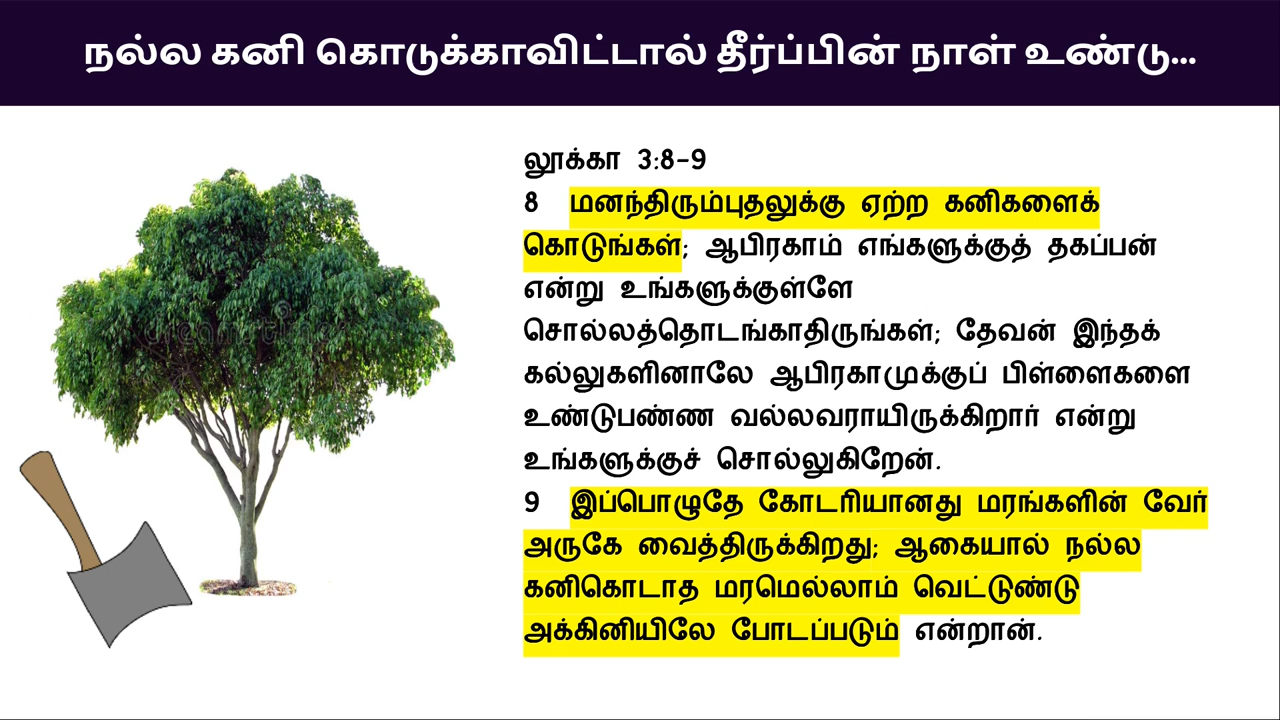 நல்ல கனி கொடுக்காவிட்டால் தீர்ப்பின் நாள் உண்டு...
லூக்கா 3:8-9
8 மனந்திரும்புதலுக்கு ஏற்ற கனிகளைக்
கொடுங்கள்; ஆபிரகாம் எங்களுக்குத் தகப்பன்
என்று உங்களுக்குள்ளே
சொல்லத்தொடங்காதிருங்கள்; தேவன் இந்தக்
கல்லுகளினாலே ஆபிரகாமுக்குப் பிள்ளைகளை
உண்டுபண்ண வல்லவராயிருக்கிறார் என்று
உங்களுக்குச் சொல்லுகிறேன்.
9 இப்பொழுதே கோடரியானது மரங்களின் வேர்
அருகே வைத்திருக்கிறது; ஆகையால் நல்ல
கனிகொடாத மரமெல்லாம் வெட்டுண்டு
அக்கினியிலே போடப்படும் என்றான்.
dreamstime